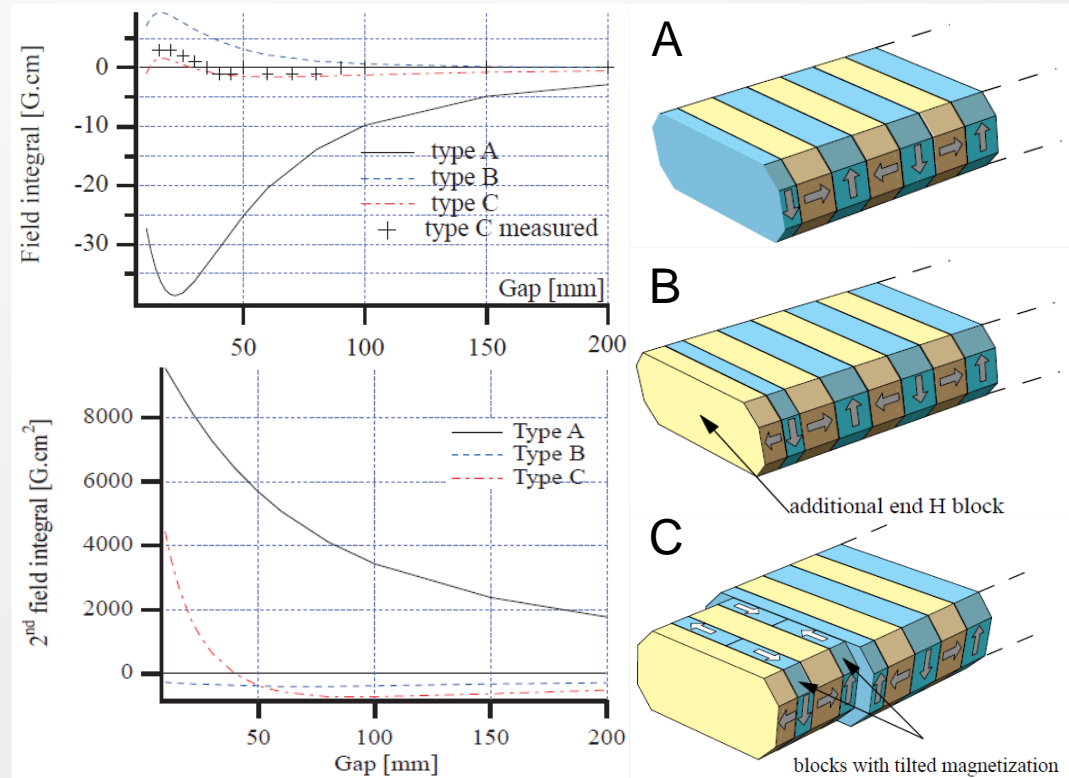 Field integral [G.cm]
0
-10
-20
-30
type A
type B
type C
type C measured
Gap [mm]
50
100
150
200
2nd field integral [G.cm2]
8000
6000
4000
2000
0
Type A
Type B
Type C
50
100
150
200
Gap [mm]
A
B
additional end H block
C
blocks with tilted magnetization